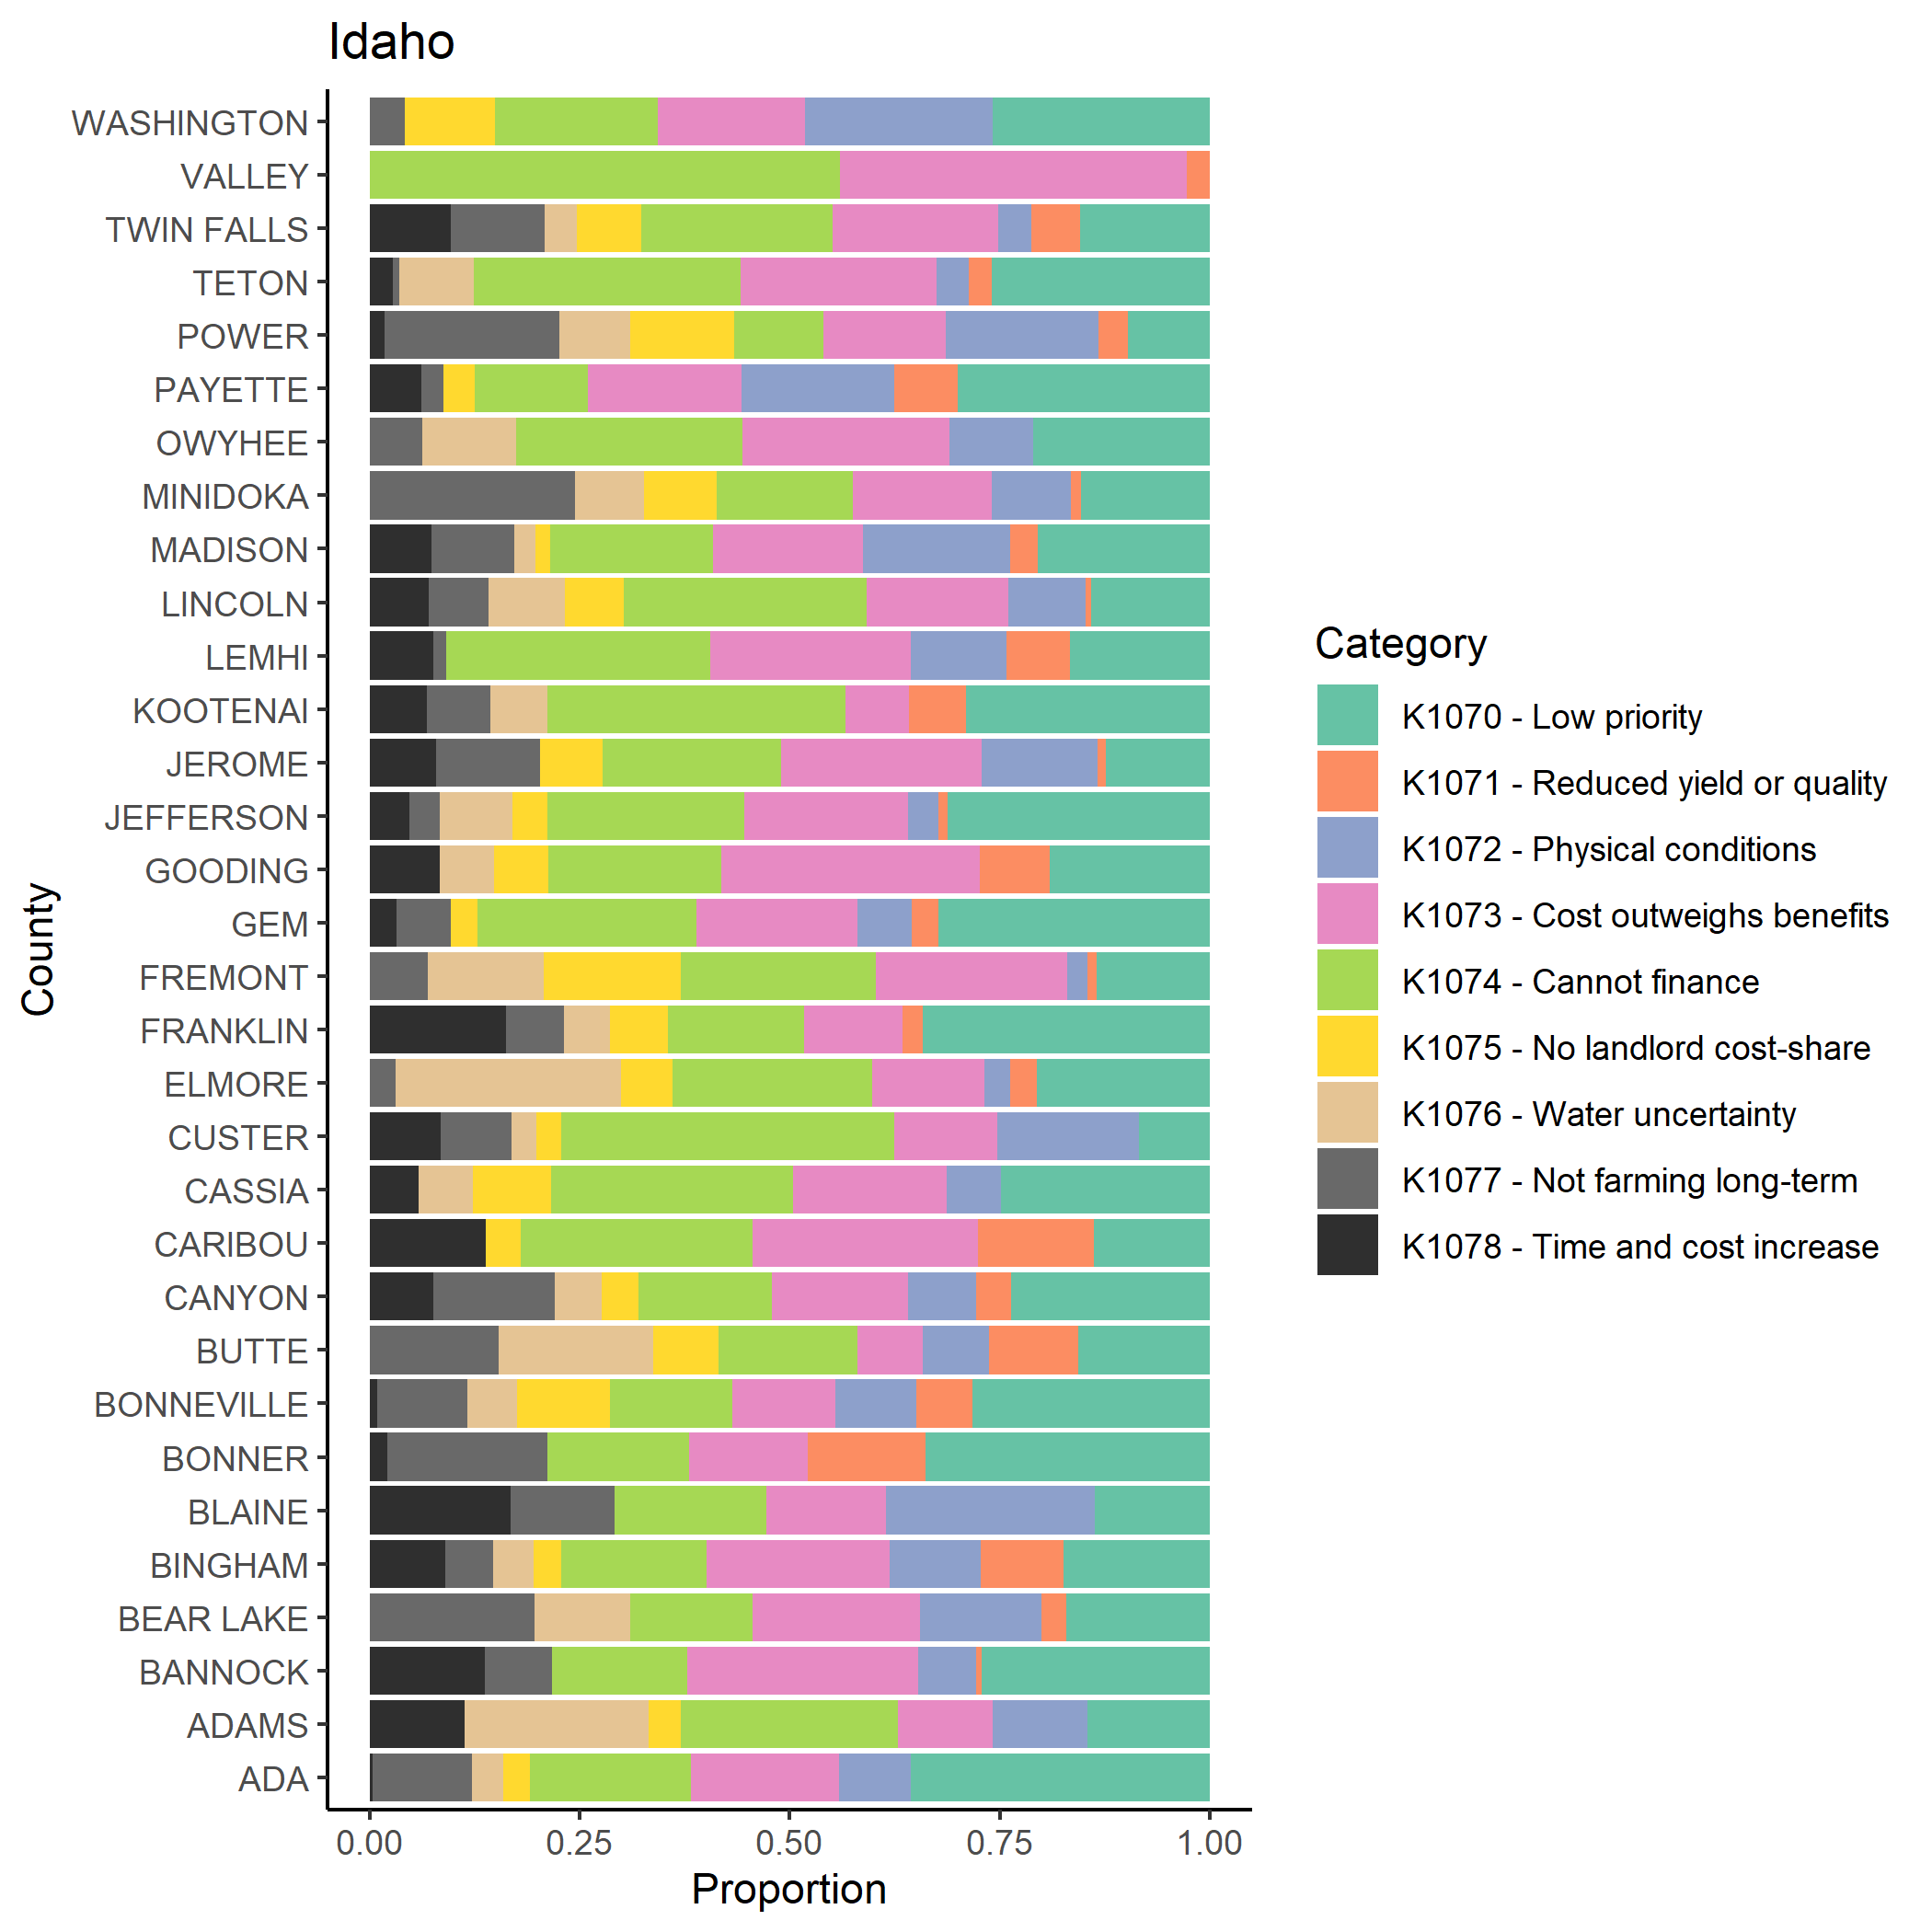 Idaho
WASHINGTON
VALLEY
TWIN FALLS
TETON
POWER
PAYETTE
OWYHEE
MINIDOKA
MADISON
LINCOLN
LEMHI
KOOTENAI
JEROME
JEFFERSON
GOODING
GEM
FREMONT
FRANKLIN
ELMORE
CUSTER
CASSIA
CARIBOU
CANYON
BUTTE
BONNEVILLE
BONNER
BLAINE
BINGHAM
BEAR LAKE
BANNOCK
ADAMS
ADA
County
0.00 0.25 0.50 0.75 1.00
Proportion
Category
K1070 - Low priority
K1071 - Reduced yield or quality
K1072 - Physical conditions
K1073 - Cost outweighs benefits
K1074 - Cannot finance
K1075 - No landlord cost-share
K1076 - Water uncertainty
K1077 - Not farming long-term
K1078 - Time and cost increase